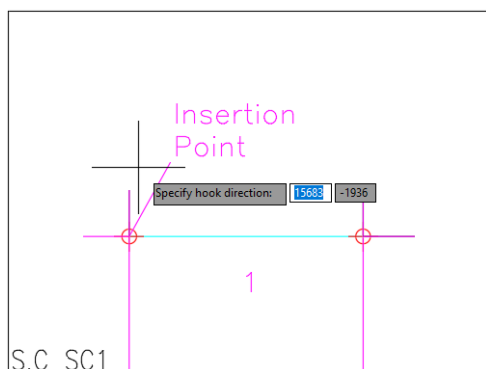 Insertion
Point
Specify hook direction: 15683 -1936
1
S.C SC1